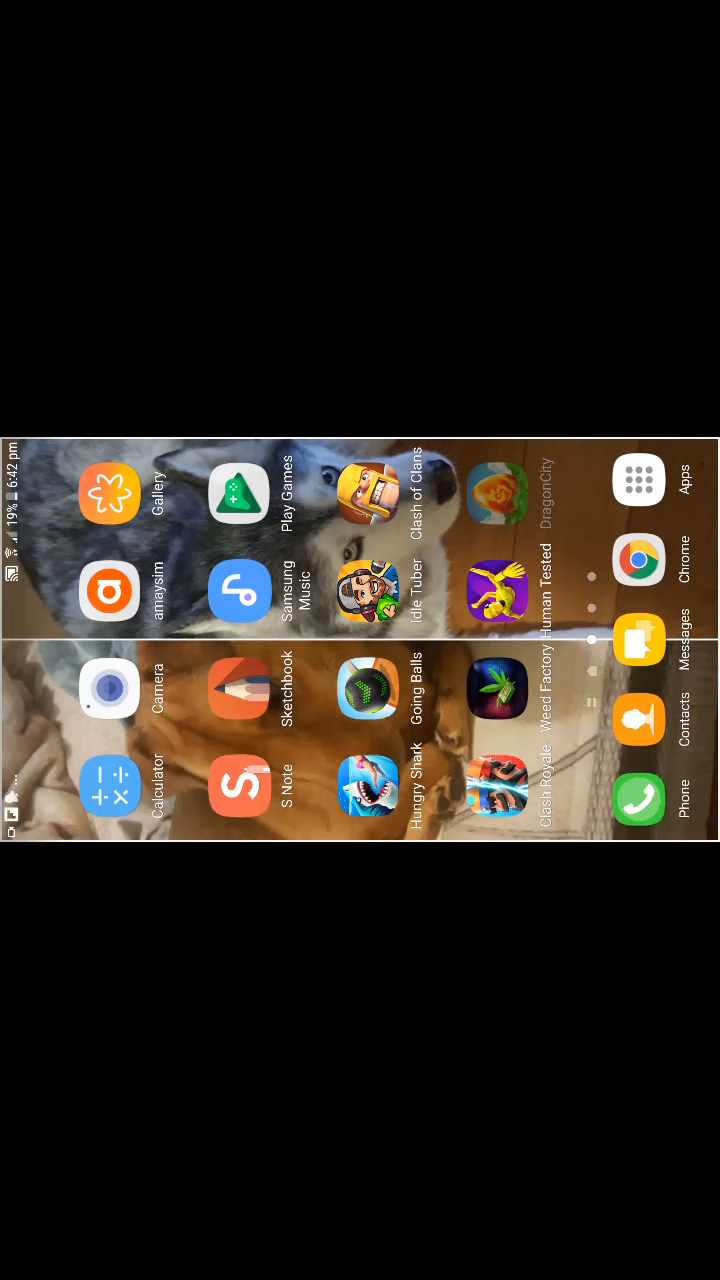 19% 6:42 pm
Calculator
Camera
amaysim
Gallery
S Note
Sketchbook
Samsung
Music
Play Games
Hungry Shark
Going Balls
Idle Tuber
Clash of Clans
Clash Royale
Weed Factory
Human Tested
DragonCity
Phone
Contacts
Messages
Chrome
Apps